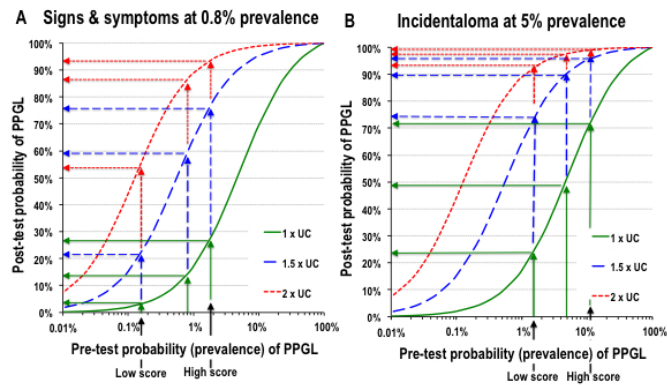 A Signs & symptoms at 0.8% prevalence
Post-test probability of PPGL
100%
90%
80%
70%
60%
50%
40%
30%
20%
10%
0%
1 x UC
1.5 x UC
2 x UC
0.01% 0.1% 1% 10% 100%
Pre-test probability (prevalence) of PPGL
Low score High score
B Incidentaloma at 5% prevalence
Post-test probability of PPGL
100%
90%
80%
70%
60%
50%
40%
30%
20%
10%
0%
1 x UC
1.5 x UC
2 x UC
0.01% 0.1% 1% 10% 100%
Pre-test probability (prevalence) of PPGL
Low score High score